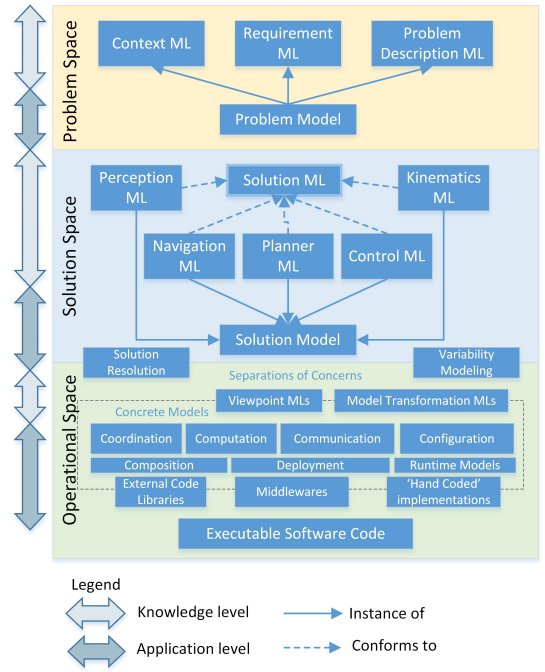 Problem Space
Context ML
Requirement
ML
Problem
Description ML
Problem Model
Solution Space
Perception
ML
Solution ML
Kinematics
ML
Navigation
ML
Planner
ML
Control ML
Solution Model
Solution
Resolution
Variability
Modeling
Operational Space
Separations of Concerns
Viewpoint MLs
Model Transformation MLs
Concrete Models
Coordination
Computation
Communication
Configuration
Composition
Deployment
Runtime Models
External Code
Libraries
Middlewares
‘Hand Coded’
implementations
Executable Software Code
Legend
Knowledge level
Instance of
Application level
Conforms to